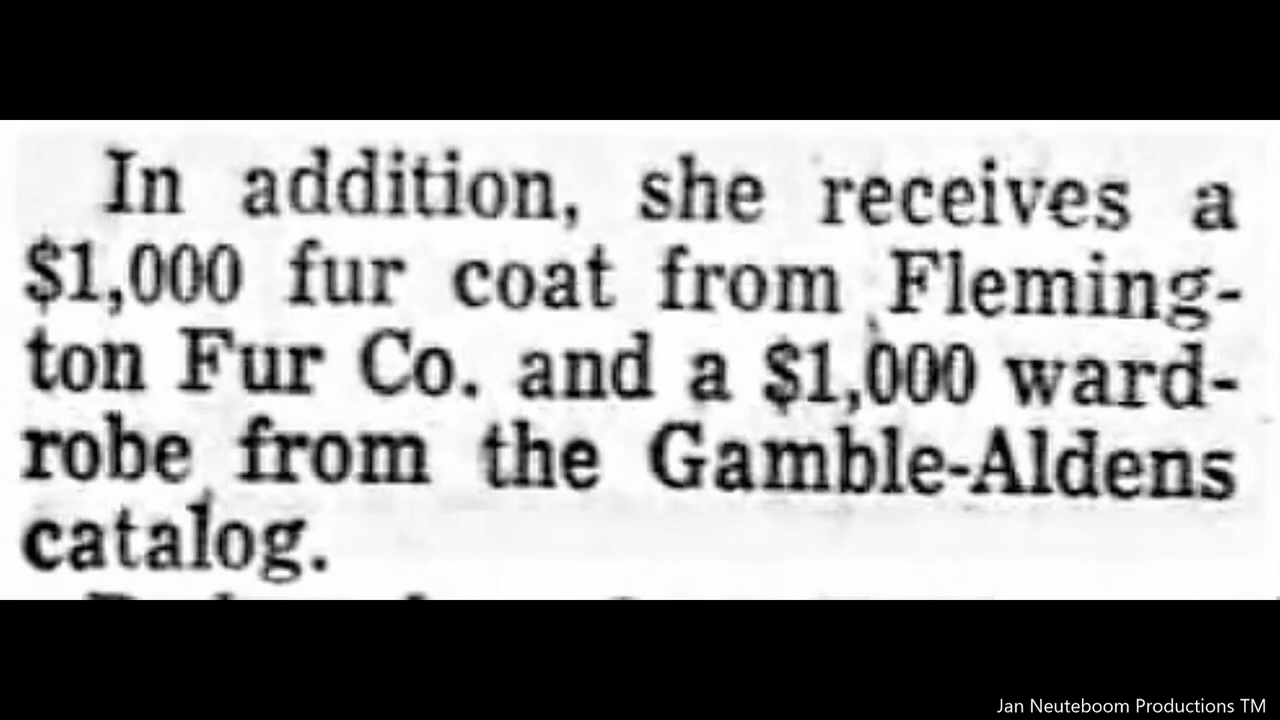 In addition, she receives a
$1,000 fur coat from Fleming-
ton Fur Co. and a $1,000 ward-
robe from the Gamble-Aldens
catalog.
Jan Neuteboom Productions TM